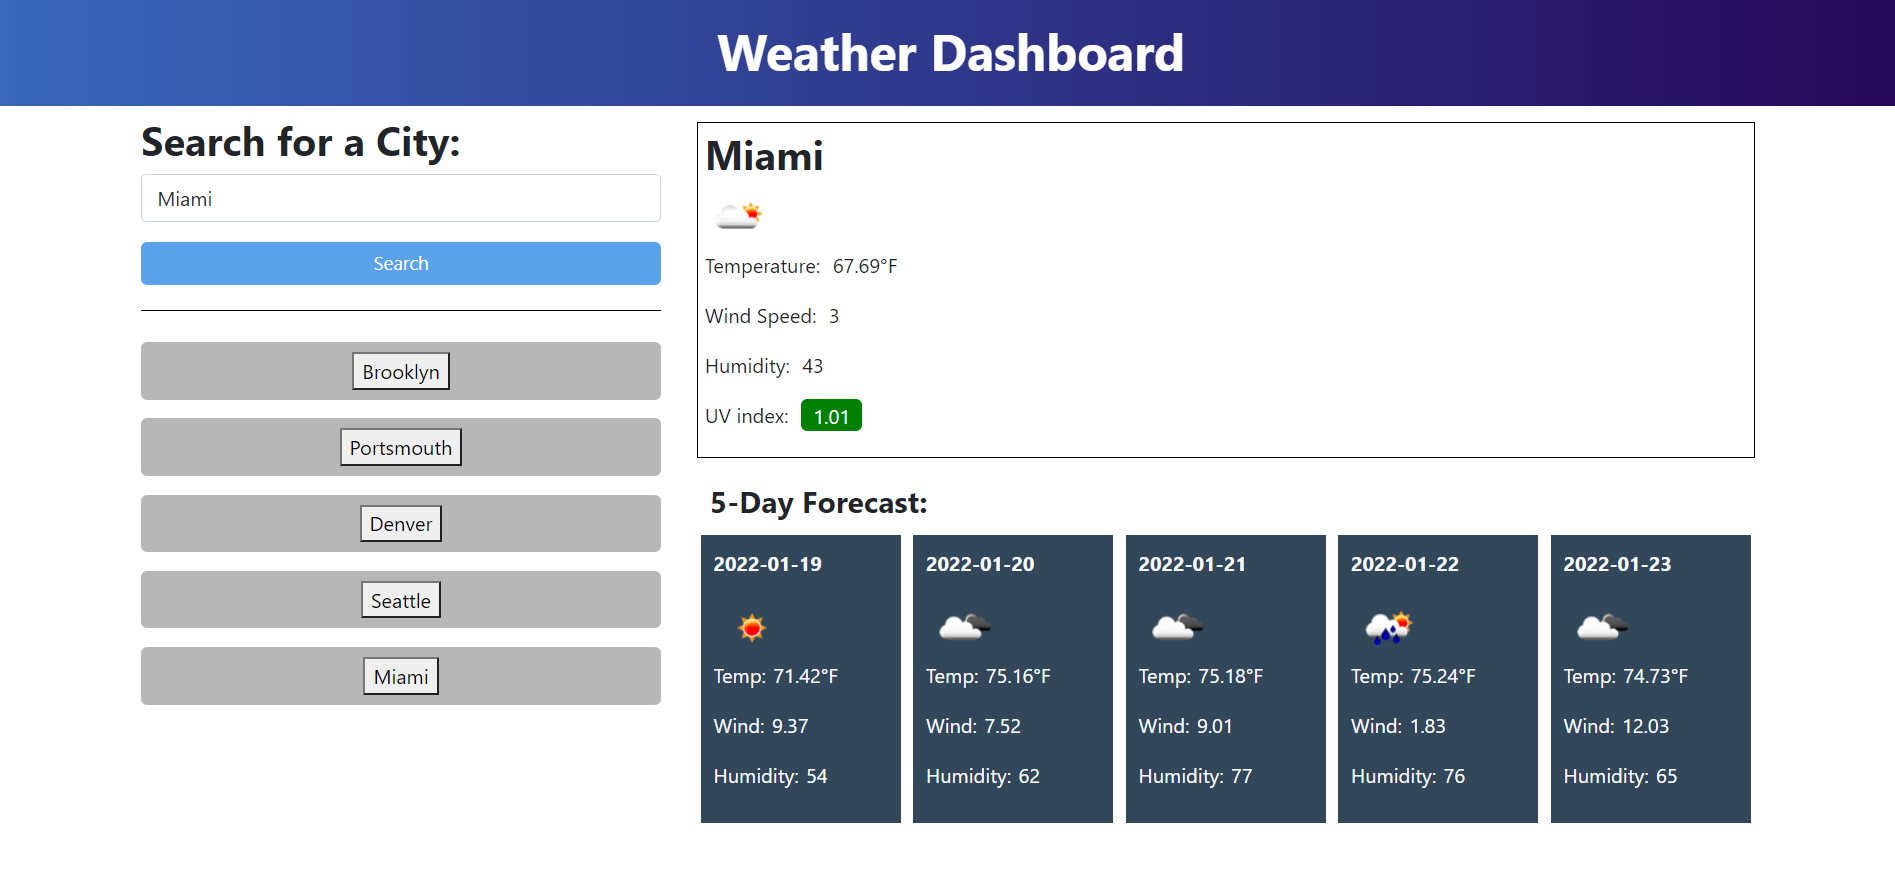 Weather Dashboard
Search for a City:
Miami
Search
Brooklyn
Portsmouth
Denver
Seattle
Miami
Miami
Temperature: 67.69°F
Wind Speed: 3
Humidity: 43
UV index: 1.01
5-Day Forecast:
2022-01-19
Temp: 71.42°F
Wind: 9.37
Humidity: 54
2022-01-20
Temp: 75.16°F
Wind: 7.52
Humidity: 62
2022-01-21
Temp: 75.18°F
Wind: 9.01
Humidity: 77
2022-01-22
Temp: 75.24°F
Wind: 1.83
Humidity: 76
2022-01-23
Temp: 74.73°F
Wind: 12.03
Humidity: 65